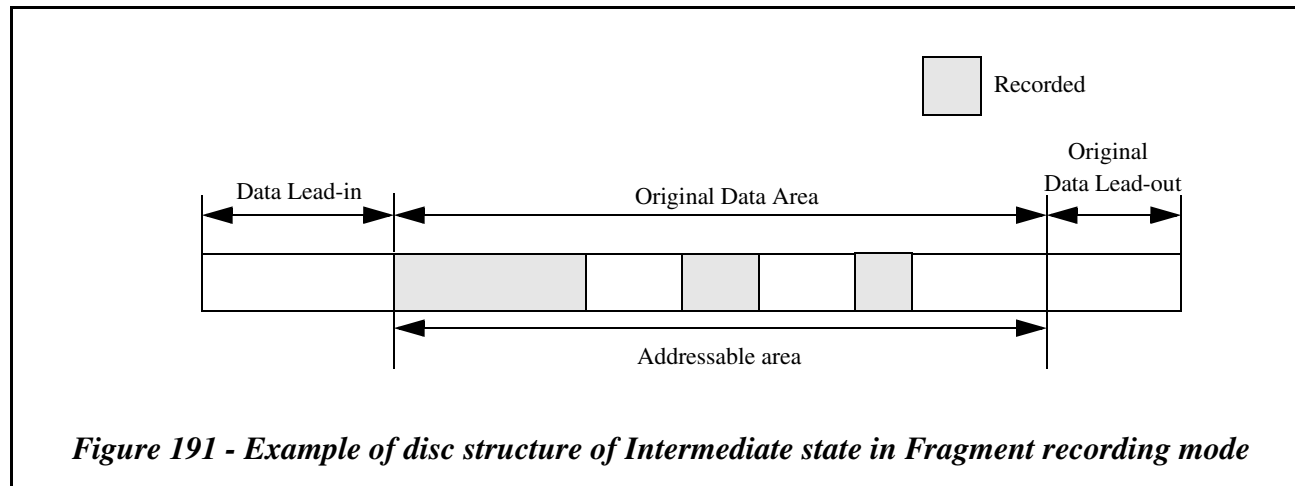 Recorded
Original
Data Lead-out
Data Lead-in
Original Data Area
Addressable area
Figure 191 - Example of disc structure of Intermediate state in Fragment recording mode